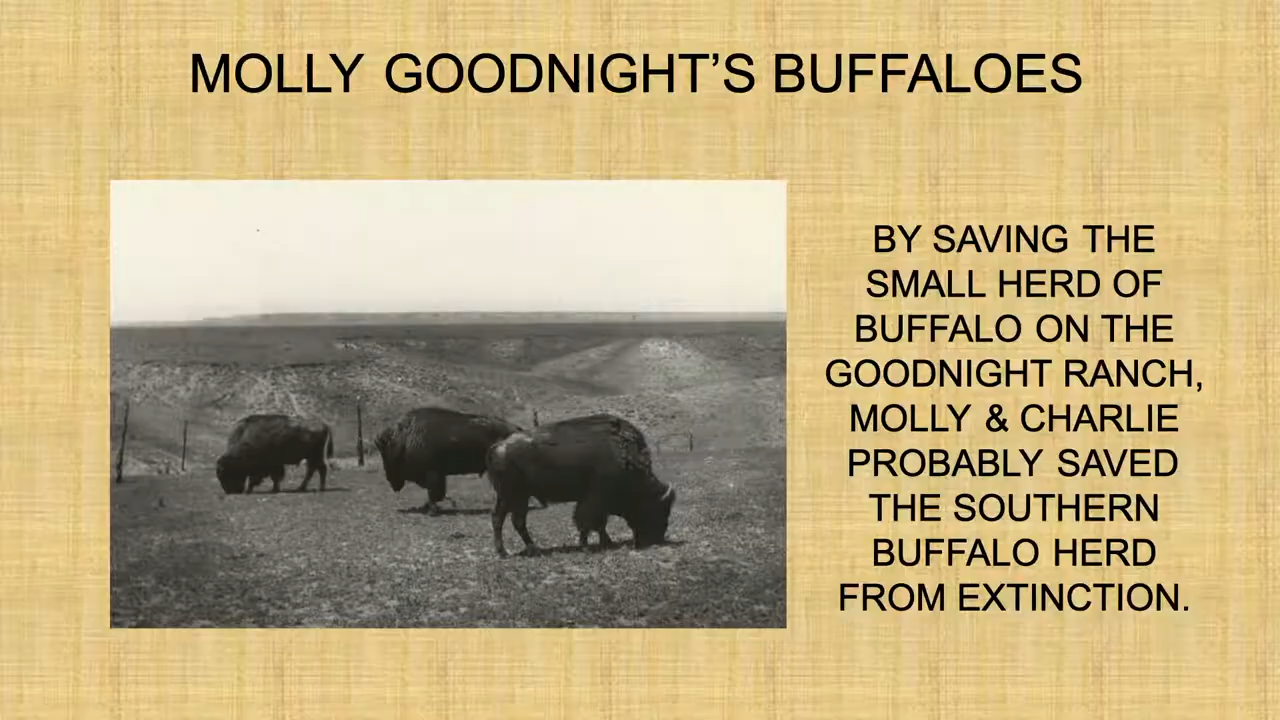 MOLLY GOODNIGHT’S BUFFALOES
BY SAVING THE
SMALL HERD OF
BUFFALO ON THE
GOODNIGHT RANCH,
MOLLY & CHARLIE
PROBABLY SAVED
THE SOUTHERN
BUFFALO HERD
FROM EXTINCTION.